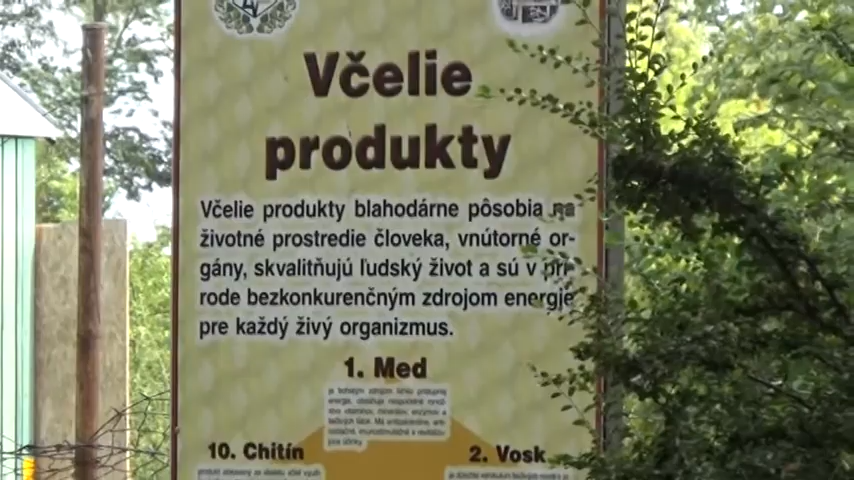 Včelie
produkty
Včelie produkty blahodárne pôsobia na
životné prostredie človeka, vnútorné or-
gány, skvalitňujú ľudský život a sú v prí-
rode bezkonkurenčným zdrojom energie
pre každý živý organizmus.
1. Med
10. Chitín
2. Vosk